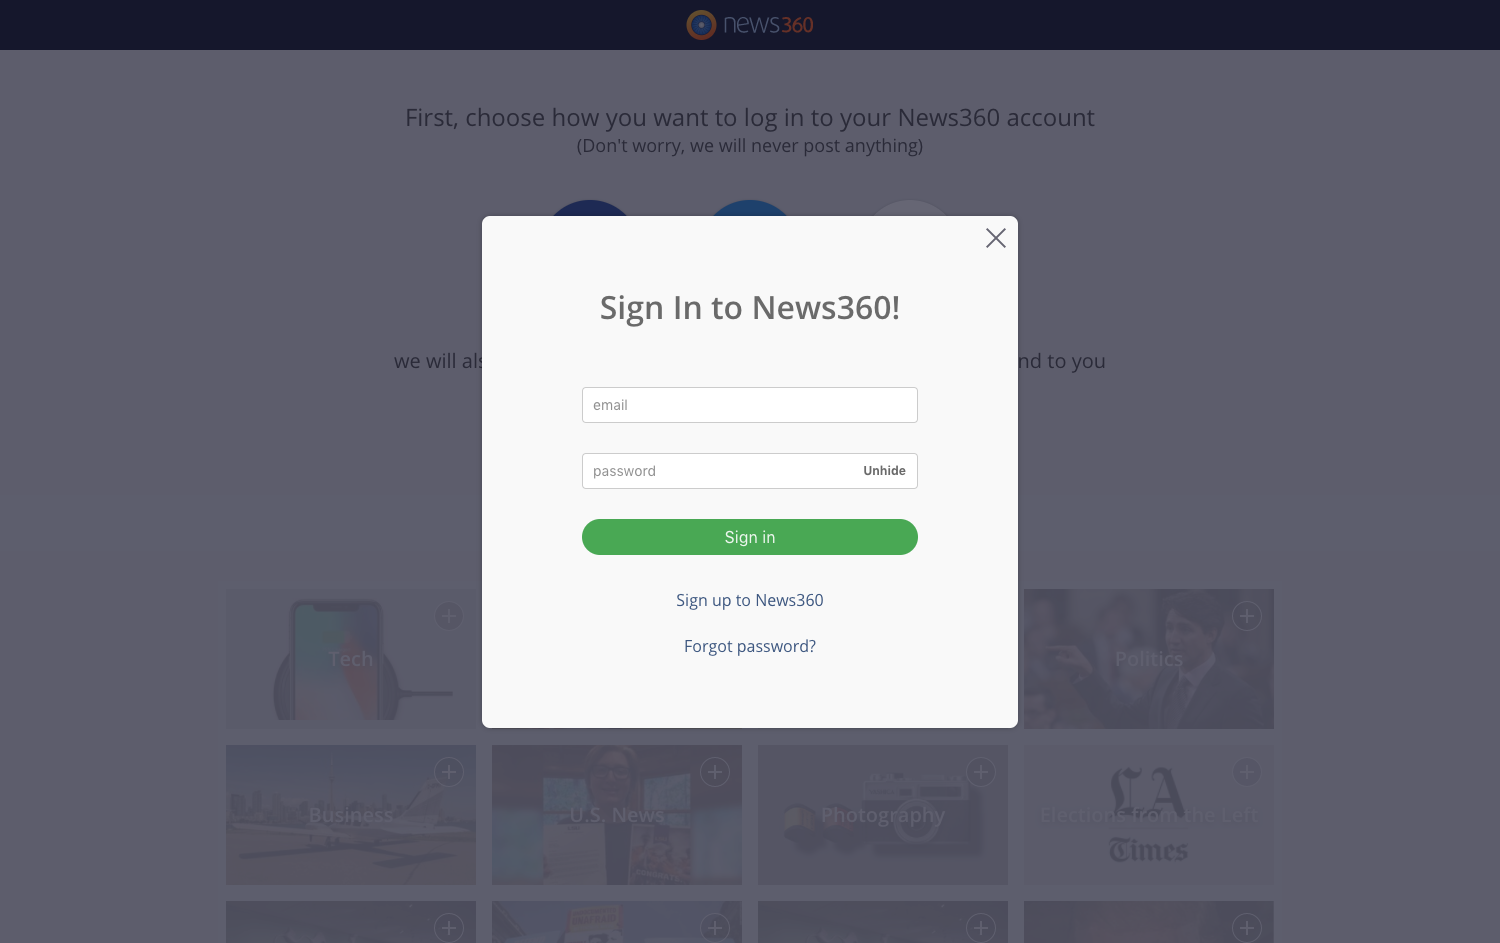 news360
First, choose how you want to log in to your News360 account
(Don't worry, we will never post anything)
we will als
nd to you
Sign In to News360!
email
password
Unhide
Sign in
Sign up to News360
Forgot password?
Tech
Politics
Business
U.S. News
Photography
Elections from the Left
LA
Times